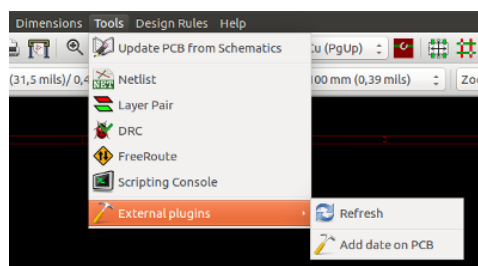 Dimensions Tools Design Rules Help
Update PCB from Schematics
Cu (PgUp)
(31,5 mils)/ 0,4
Netlist
00 mm (0,39 mils)
Zo
Layer Pair
DRC
FreeRoute
Scripting Console
External plugins
Refresh
Add date on PCB